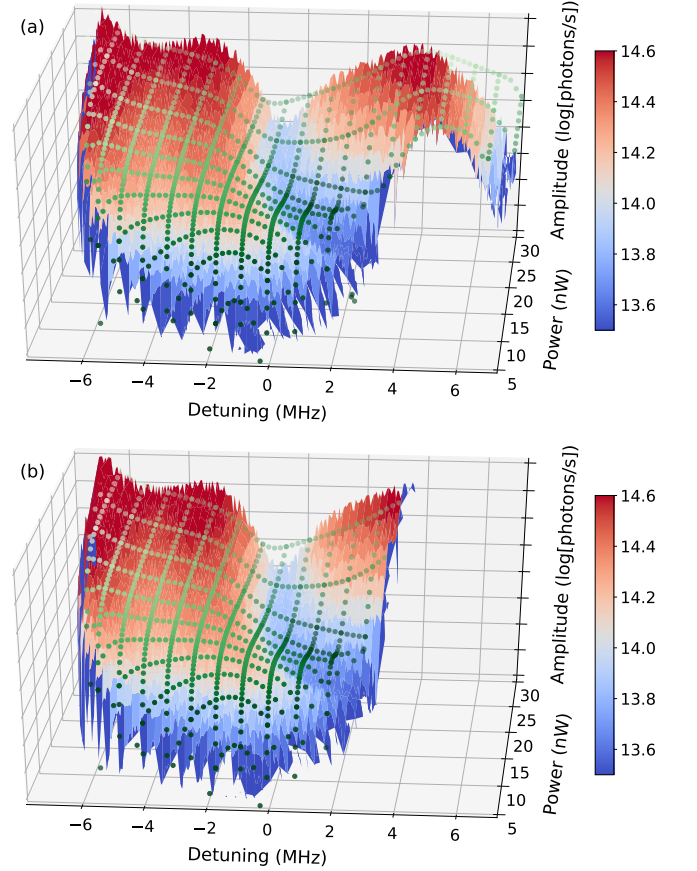 (a)
14.6
14.4
14.2
14.0
13.8
13.6
Amplitude (log[photons/s])
30
25
20
15
10
5
Power (nW)
−6 −4 −2 0 2 4 6
Detuning (MHz)
(b)
14.6
14.4
14.2
14.0
13.8
13.6
Amplitude (log[photons/s])
30
25
20
15
10
5
Power (nW)
−6 −4 −2 0 2 4 6
Detuning (MHz)